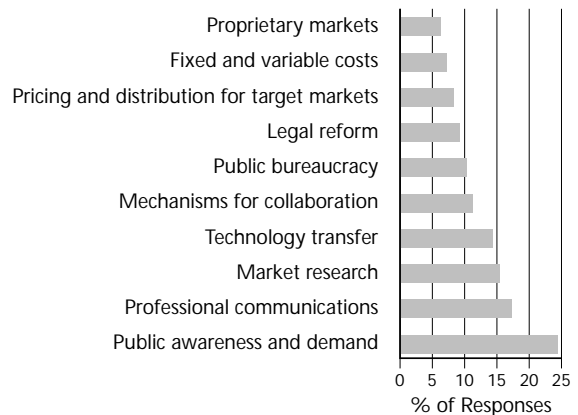 Proprietary markets
Fixed and variable costs
Pricing and distribution for target markets
Legal reform
Public bureaucracy
Mechanisms for collaboration
Technology transfer
Market research
Professional communications
Public awareness and demand
0 5 10 15 20 25
% of Responses